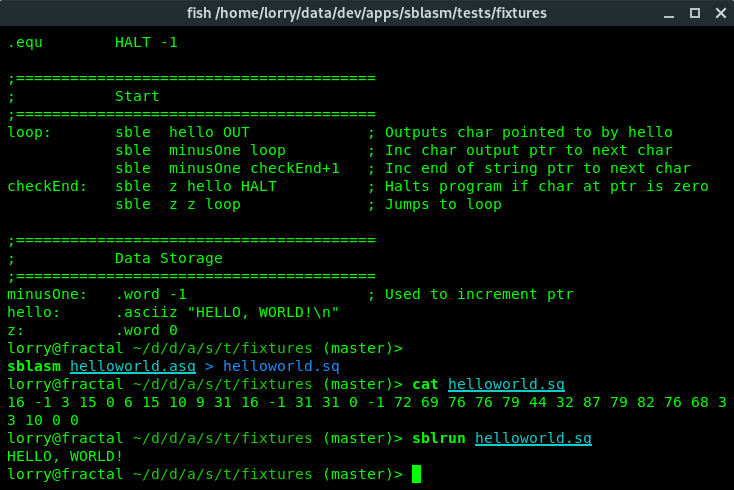 fish /home/lorry/data/dev/apps/sblasm/tests/fixtures
.equ        HALT -1
;========================================
;           Start
;========================================
loop:       sble  hello OUT             ; Outputs char pointed to by hello
            sble  minusOne loop         ; Inc char output ptr to next char
            sble  minusOne checkEnd+1   ; Inc end of string ptr to next char
checkEnd:   sble  z hello HALT          ; Halts program if char at ptr is zero
            sble  z z loop              ; Jumps to loop
;========================================
;           Data Storage
;========================================
minusOne:   .word -1                    ; Used to increment ptr
hello:      .asciiz "HELLO, WORLD!\n"
z:          .word 0
lorry@fractal ~/d/d/a/s/t/fixtures (master)>
sblasm helloworld.asq > helloworld.sq
lorry@fractal ~/d/d/a/s/t/fixtures (master)> cat helloworld.sq
16 -1 3 15 0 6 15 10 9 31 16 -1 31 31 0 -1 72 69 76 76 79 44 32 87 79 82 76 68 3
3 10 0 0
lorry@fractal ~/d/d/a/s/t/fixtures (master)> sblrun helloworld.sq
HELLO, WORLD!
lorry@fractal ~/d/d/a/s/t/fixtures (master)>